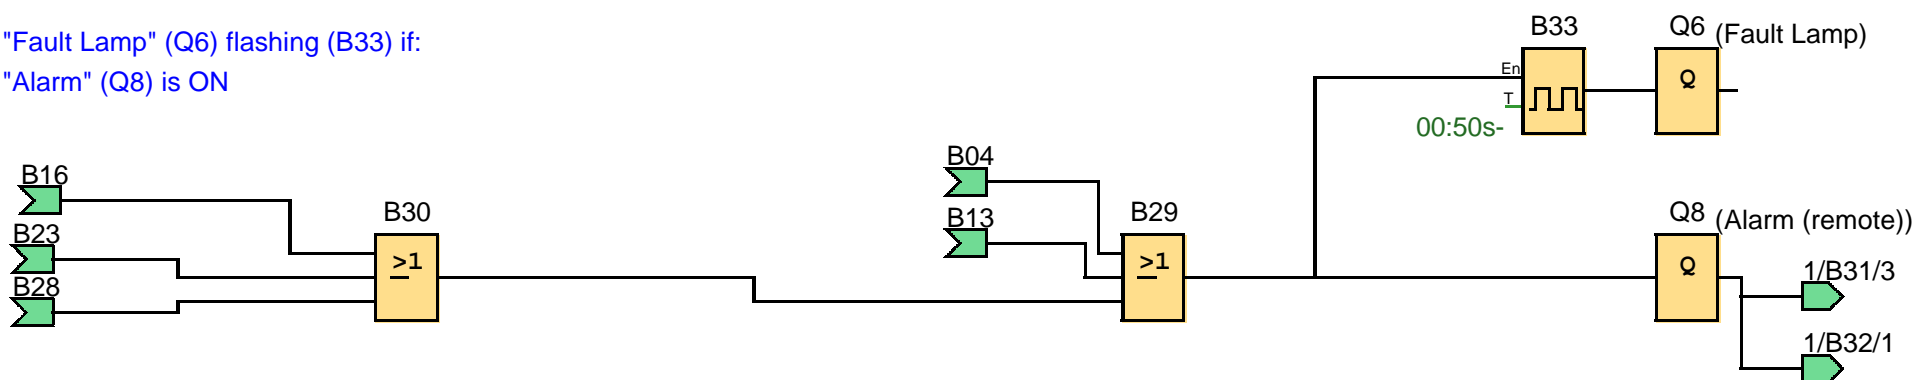 "Fault Lamp" (Q6) flashing (B33) if:
"Alarm" (Q8) is ON
B33
Q6 (Fault Lamp)
En
Q
T
00:50s-
B16
B04
B30
B13
B29
Q8 (Alarm (remote))
B23
>1
>1
Q
B28
1/B31/3
1/B32/1